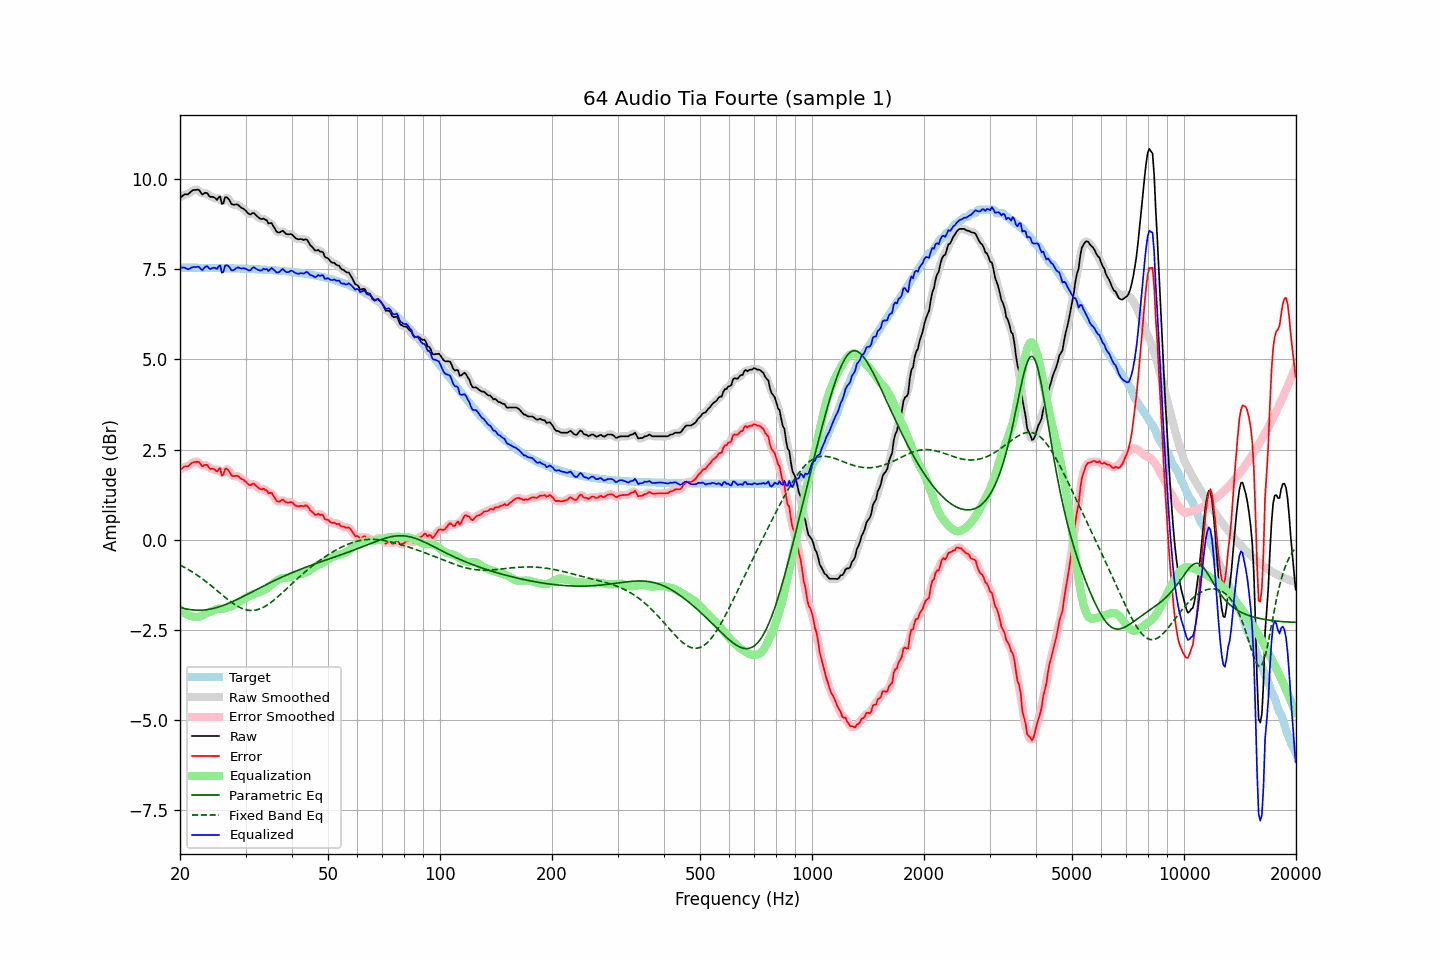 64 Audio Tia Fourte (sample 1)
10.0
7.5
5.0
2.5
0.0
−2.5
−5.0
−7.5
Amplitude (dBr)
Target
Raw Smoothed
Error Smoothed
Raw
Error
Equalization
Parametric Eq
Fixed Band Eq
Equalized
20
50
100
200
500
1000
2000
5000
10000
20000
Frequency (Hz)